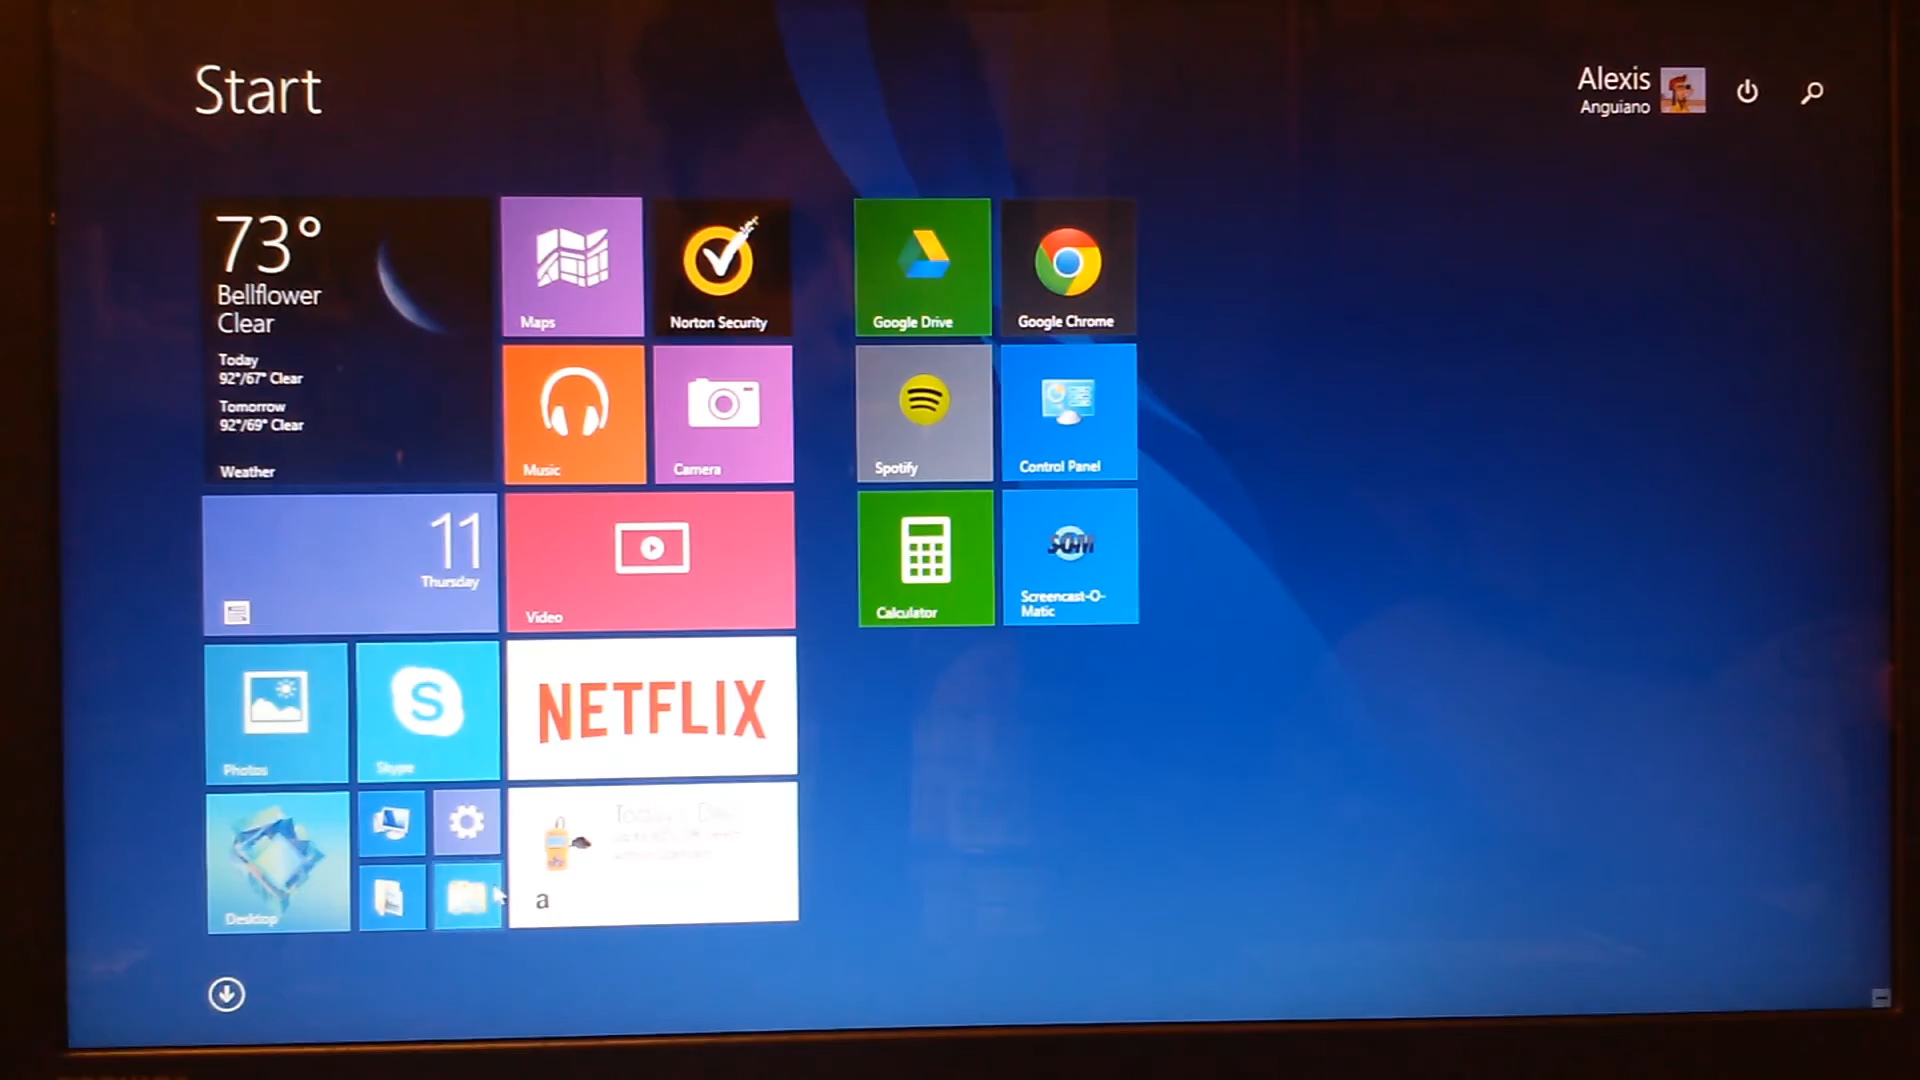 Start
Alexis
Anguiano
73°
Bellflower
Clear
Today
92°/67° Clear
Tomorrow
92°/69° Clear
Weather
Maps
Norton Security
Music
Camera
Google Drive
Google Chrome
Spotify
Control Panel
11
Thursday
Video
Calculator
SOM
Screencast-O-
Matic
Photos
S
Skype
NETFLIX
Desktop
a